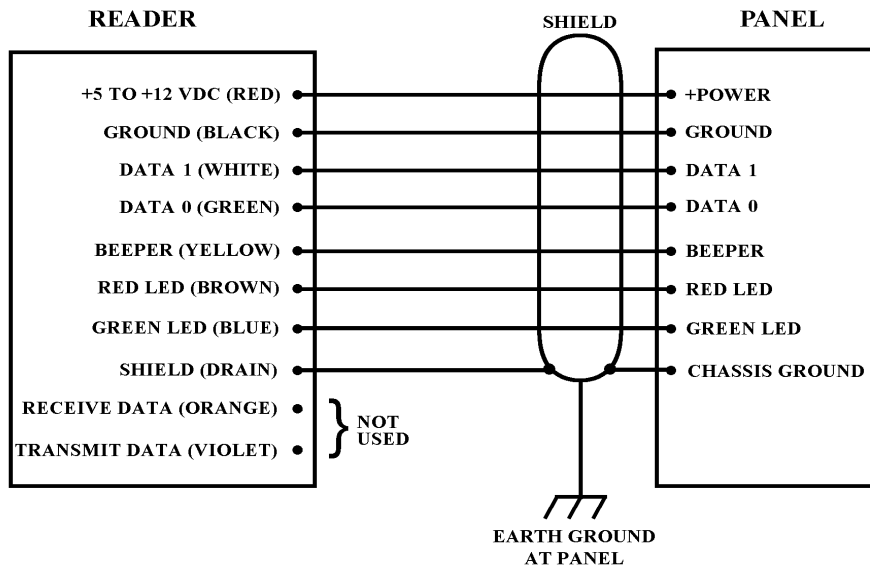 READER
SHIELD
PANEL
+5 TO +12 VDC (RED)
+POWER
GROUND (BLACK)
GROUND
DATA 1 (WHITE)
DATA 1
DATA 0 (GREEN)
DATA 0
BEEPER (YELLOW)
BEEPER
RED LED (BROWN)
RED LED
GREEN LED (BLUE)
GREEN LED
SHIELD (DRAIN)
CHASSIS GROUND
RECEIVE DATA (ORANGE)
TRANSMIT DATA (VIOLET)
NOT
USED
EARTH GROUND
AT PANEL